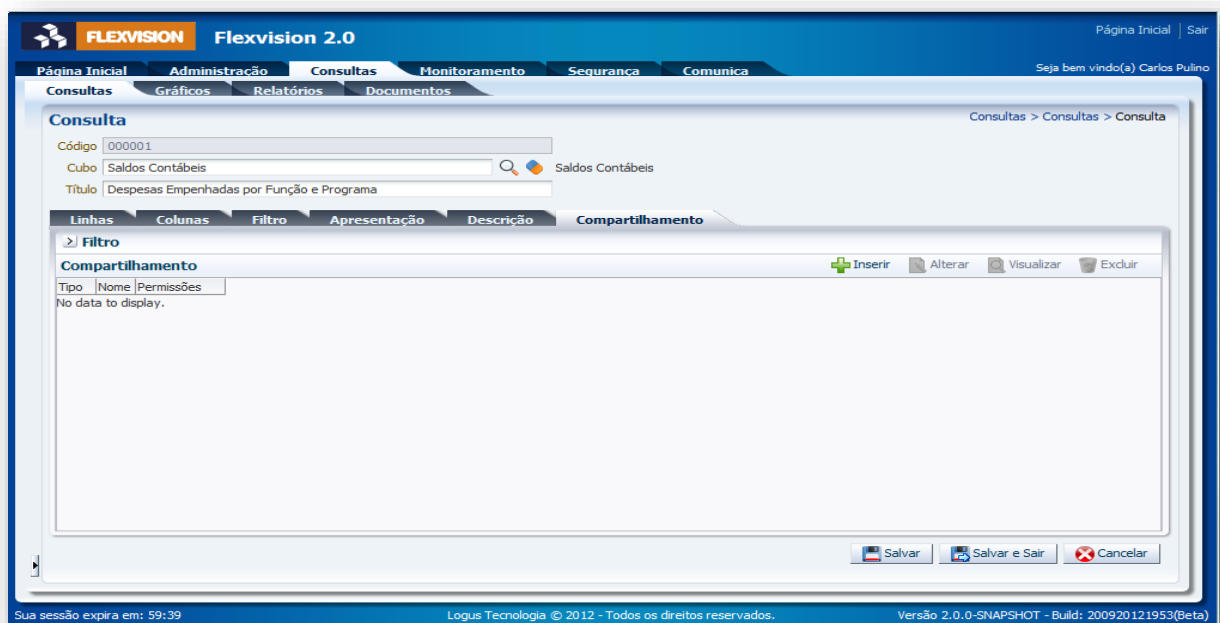 FLEXVISION Flexvision 2.0 Página Inicial Sair
Página Inicial Administração Consultas Monitoramento Segurança Comunica Seja bem vindo(a) Carlos Pulino
Consultas Gráficos Relatórios Documentos
Consulta Consultas > Consultas > Consulta
Código 000001
Cubo Saldos Contábeis Saldos Contábeis
Título Despesas Empenhadas por Função e Programa
Linhas Colunas Filtro Apresentação Descrição Compartilhamento
Filtro
Compartilhamento Inserir Alterar Visualizar Excluir
Tipo Nome Permissões
No data to display.
Salvar Salvar e Sair Cancelar
Sua sessão expira em: 59:39 Logus Tecnologia © 2012 - Todos os direitos reservados. Versão 2.0.0-SNAPSHOT - Build: 200920121953(Beta)